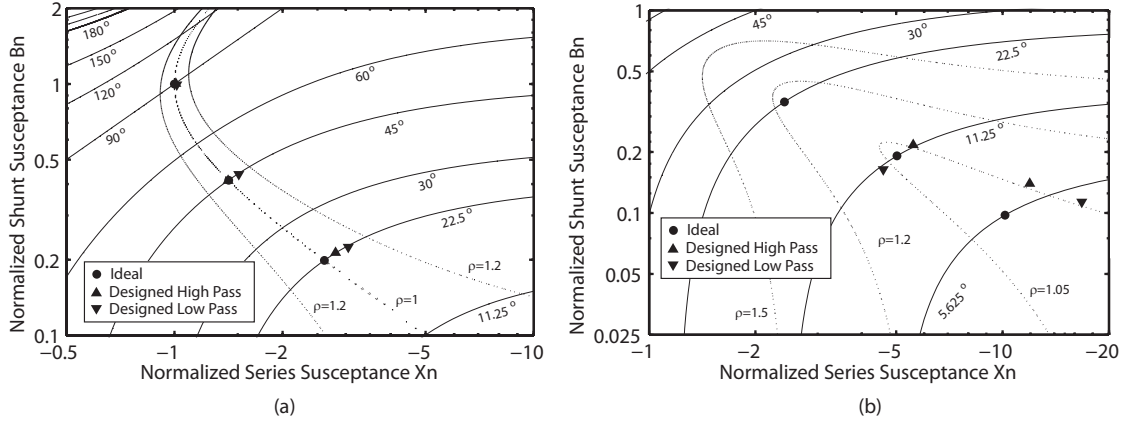 Normalized Shunt Susceptance Bn
2
1
0.5
0.2
0.1
180°
150°
120°
90°
60°
45°
30°
22.5°
11.25°
ρ=1.2
ρ=1
ρ=1.2
Ideal
Designed High Pass
Designed Low Pass
−0.5 −1 −2 −5 −10
Normalized Series Susceptance Xn
(a)
Normalized Shunt Susceptance Bn
1
0.5
0.2
0.1
0.05
0.025
45°
30°
22.5°
11.25°
5.625°
ρ=1.5
ρ=1.2
ρ=1.05
Ideal
Designed High Pass
Designed Low Pass
−1 −2 −5 −10 −20
Normalized Series Susceptance Xn
(b)